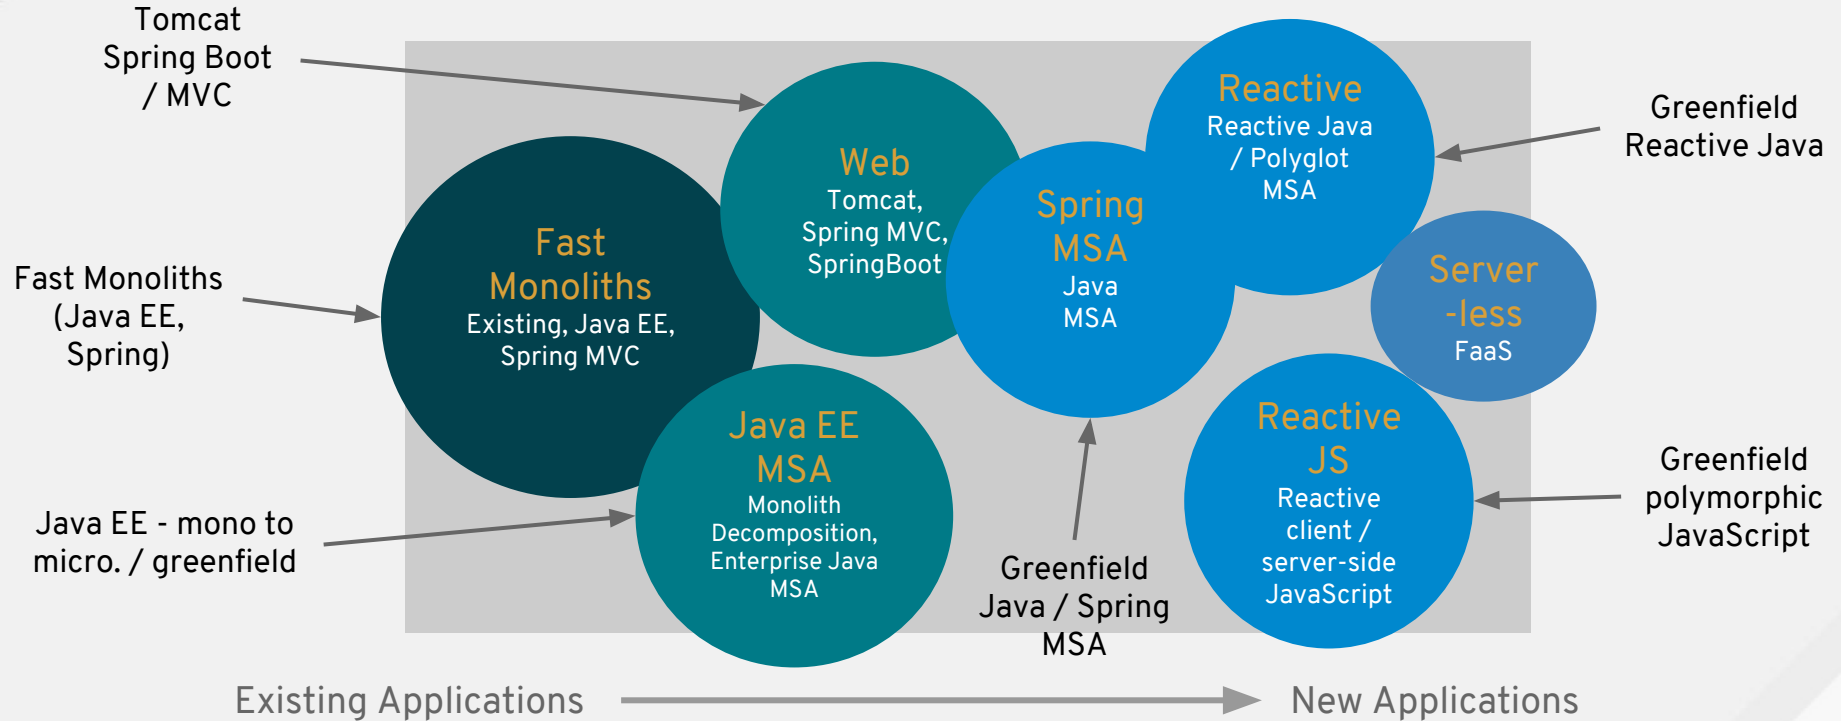 Tomcat
Spring Boot
/ MVC
Fast Monoliths
(Java EE,
Spring)
Java EE - mono to
micro. / greenfield
Fast
Monoliths
Existing, Java EE,
Spring MVC
Web
Tomcat,
Spring MVC,
SpringBoot
Java EE
MSA
Monolith
Decomposition,
Enterprise Java
MSA
Spring
MSA
Java
MSA
Greenfield
Java / Spring
MSA
Reactive
Reactive Java
/ Polyglot
MSA
Server
-less
FaaS
Reactive
JS
Reactive
client /
server-side
JavaScript
Greenfield
Reactive Java
Greenfield
polymorphic
JavaScript
Existing Applications
New Applications